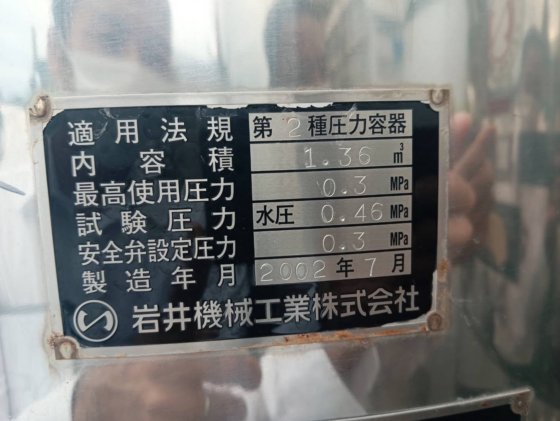 適用法規 第2種圧力容器
内容積 1.36 m³
最高使用圧力 0.3 MPa
試験圧力 水圧 0.46 MPa
安全弁設定圧力 0.3 MPa
製造年月 2002年7月
岩井機械工業株式会社